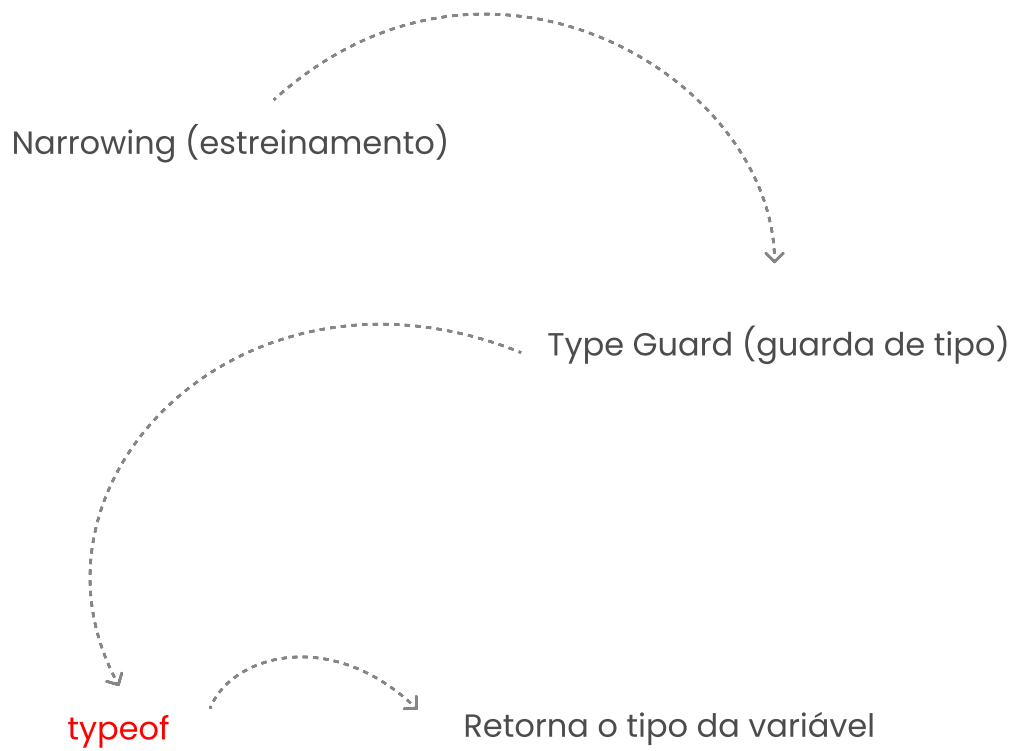 Narrowing (estreinamento)
Type Guard (guarda de tipo)
typeof
Retorna o tipo da variável